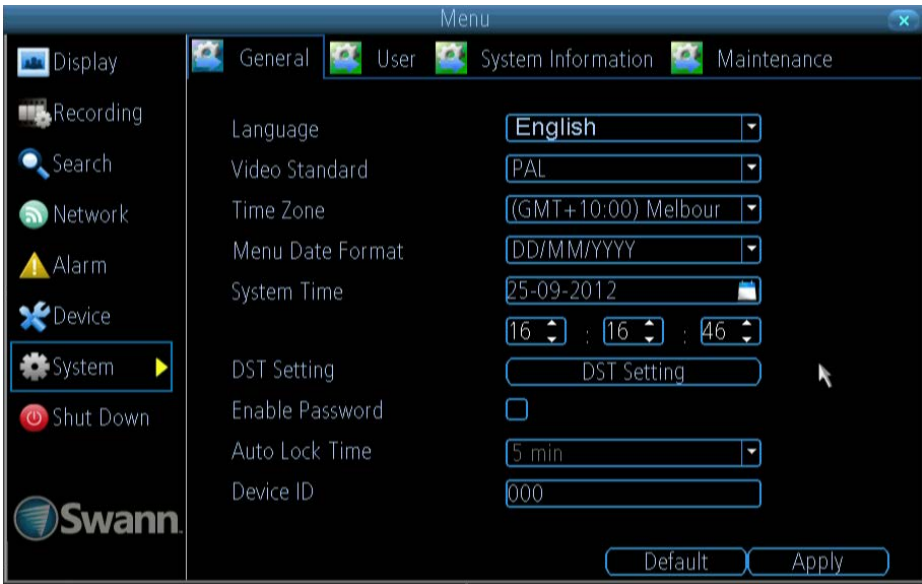 Menu
Display
Recording
Search
Network
Alarm
Device
System
Shut Down
Swann
General User System Information Maintenance
Language English
Video Standard PAL
Time Zone (GMT+10:00) Melbour
Menu Date Format DD/MM/YYYY
System Time 25-09-2012
16 : 16 : 46
DST Setting DST Setting
Enable Password
Auto Lock Time 5 min
Device ID 000
Default Apply